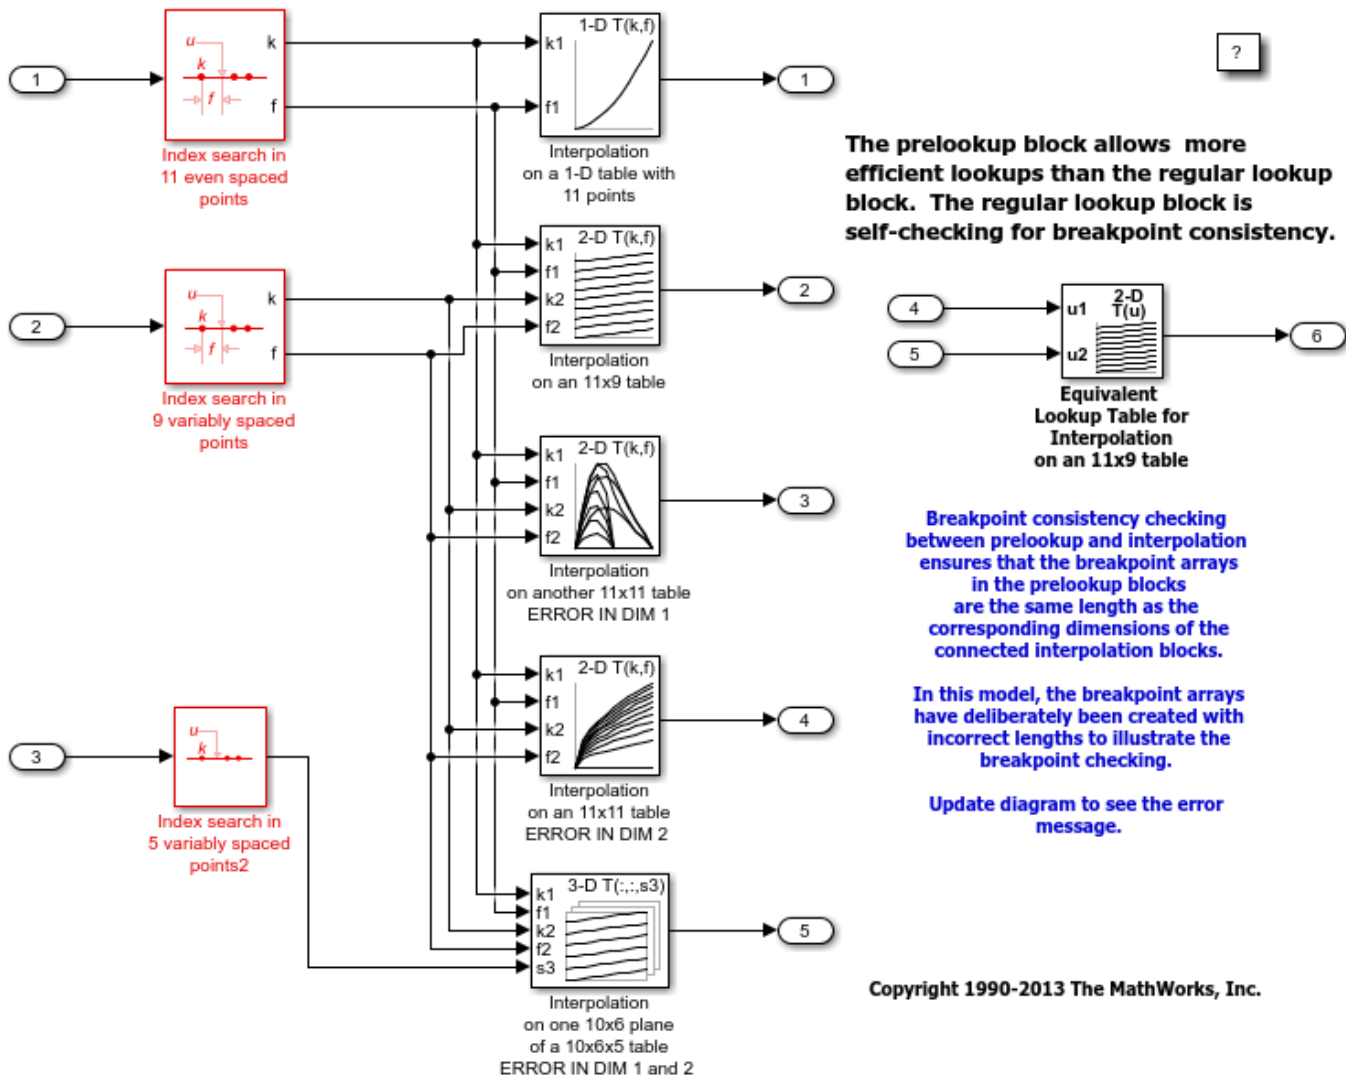 1
u
k
f
k
f
Index search in
11 even spaced
points
1-D T(k,f)
k1
f1
Interpolation
on a 1-D table with
11 points
1
?
The prelookup block allows  more
efficient lookups than the regular lookup
block.  The regular lookup block is
self-checking for breakpoint consistency.
2
u
k
f
k
f
Index search in
9 variably spaced
points
2-D T(k,f)
k1
f1
k2
f2
Interpolation
on an 11x9 table
2
4
5
u1
u2
2-D
T(u)
6
Equivalent
Lookup Table for
Interpolation
on an 11x9 table
2-D T(k,f)
k1
f1
k2
f2
Interpolation
on another 11x11 table
ERROR IN DIM 1
3
Breakpoint consistency checking
between prelookup and interpolation
ensures that the breakpoint arrays
in the prelookup blocks
are the same length as the
corresponding dimensions of the
connected interpolation blocks.
In this model, the breakpoint arrays
have deliberately been created with
incorrect lengths to illustrate the
breakpoint checking.
Update diagram to see the error
message.
2-D T(k,f)
k1
f1
k2
f2
Interpolation
on an 11x11 table
ERROR IN DIM 2
4
3
u
k
Index search in
5 variably spaced
points2
3-D T(:,:,s3)
k1
f1
k2
f2
s3
Interpolation
on one 10x6 plane
of a 10x6x5 table
ERROR IN DIM 1 and 2
5
Copyright 1990-2013 The MathWorks, Inc.